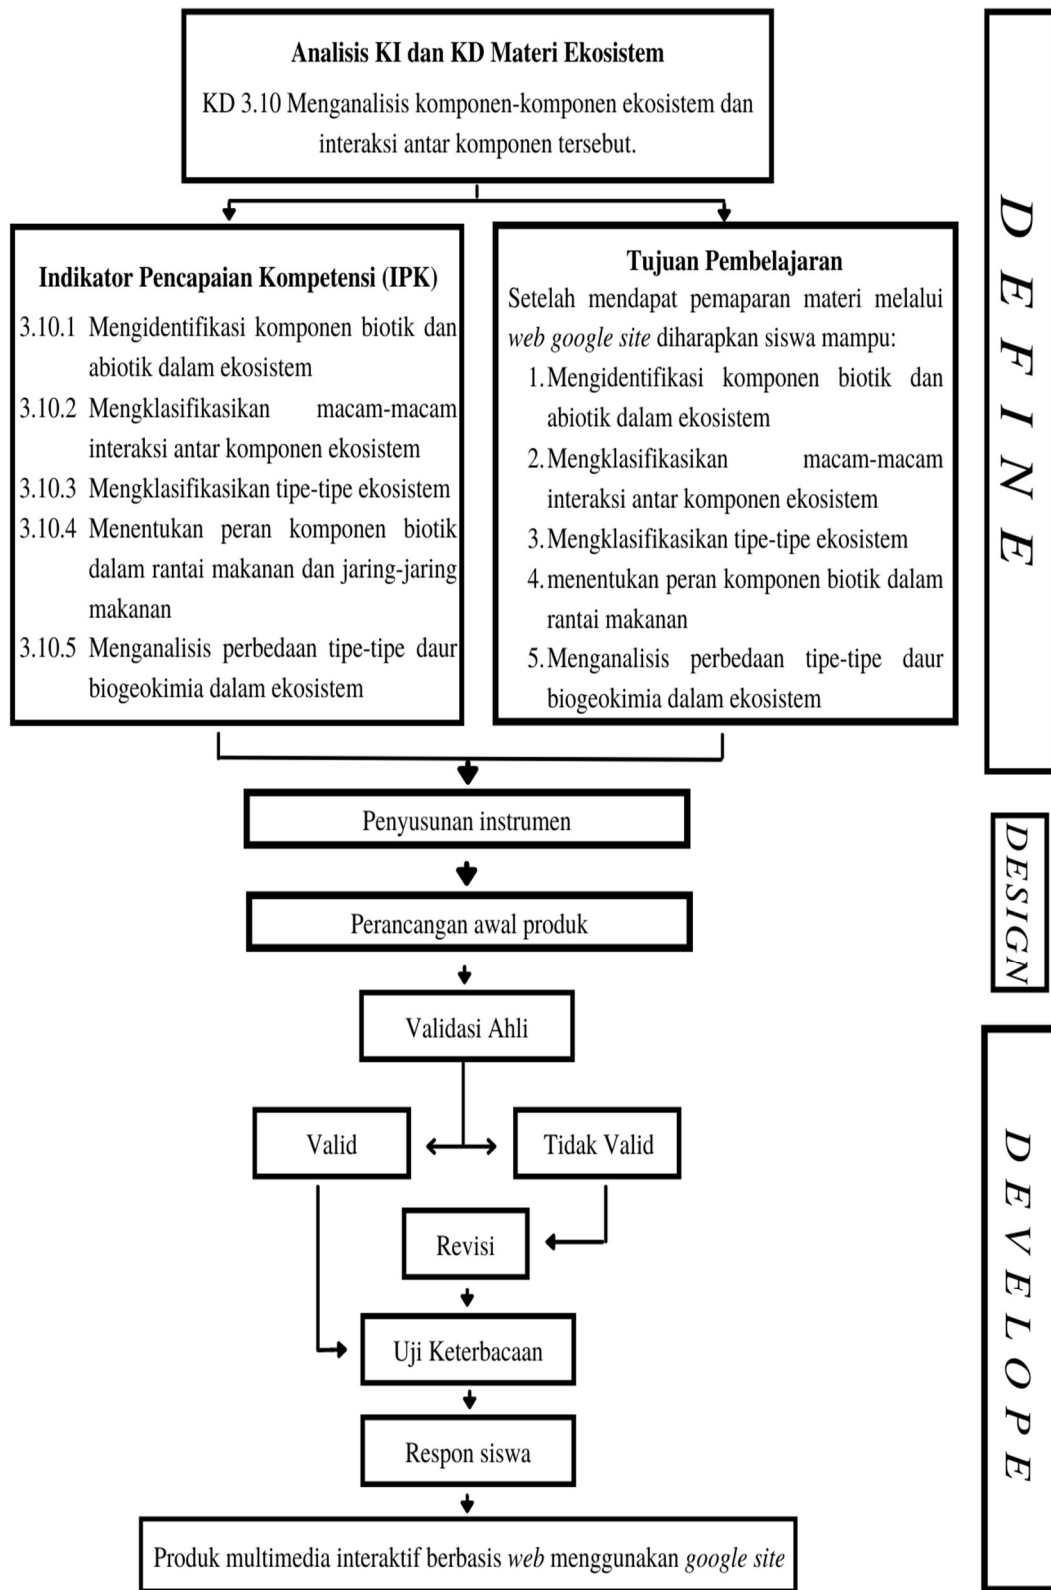 Analisis KI dan KD Materi Ekosistem
KD 3.10 Menganalisis komponen-komponen ekosistem dan
interaksi antar komponen tersebut.
Indikator Pencapaian Kompetensi (IPK)
3.10.1 Mengidentifikasi komponen biotik dan
abiotik dalam ekosistem
3.10.2 Mengklasifikasikan macam-macam
interaksi antar komponen ekosistem
3.10.3 Mengklasifikasikan tipe-tipe ekosistem
3.10.4 Menentukan peran komponen biotik
dalam rantai makanan dan jaring-jaring
makanan
3.10.5 Menganalisis perbedaan tipe-tipe daur
biogeokimia dalam ekosistem
Tujuan Pembelajaran
Setelah mendapat pemaparan materi melalui
web google site diharapkan siswa mampu:
1. Mengidentifikasi komponen biotik dan
abiotik dalam ekosistem
2. Mengklasifikasikan macam-macam
interaksi antar komponen ekosistem
3. Mengklasifikasikan tipe-tipe ekosistem
4. menentukan peran komponen biotik dalam
rantai makanan
5. Menganalisis perbedaan tipe-tipe daur
biogeokimia dalam ekosistem
DEFINE
Penyusunan instrumen
Perancangan awal produk
DESIGN
Validasi Ahli
Valid
Tidak Valid
Revisi
Uji Keterbacaan
Respon siswa
Produk multimedia interaktif berbasis web menggunakan google site
DEVELOPE